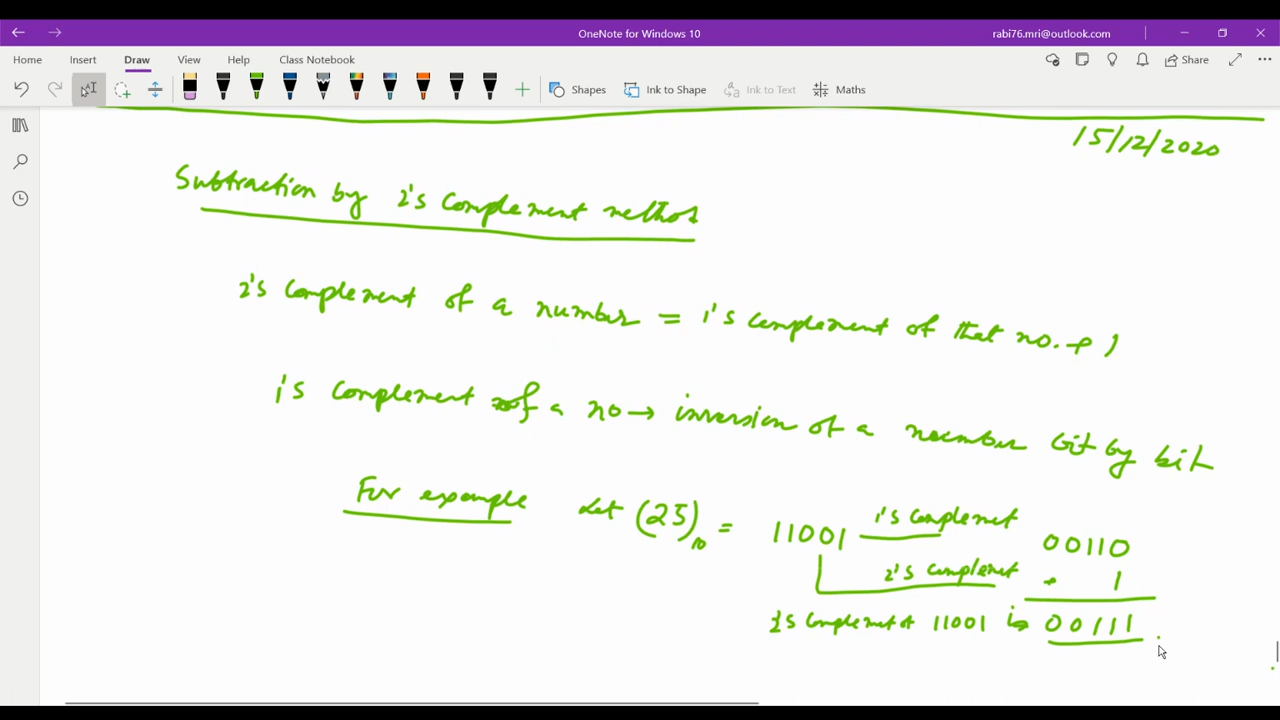 OneNote for Windows 10
rabi76.mri@outlook.com
Home Insert Draw View Help Class Notebook
Share
Shapes Ink to Shape Ink to Text Maths
15/12/2020
Subtraction by 2's complement method
2's complement of a number = 1's complement of that no. + 1
1's complement of a no → inversion of a number bit by bit
For example Let (25)10 = 11001 1's complement 00110
2's complement + 1
2's complement of 11001 is 00111